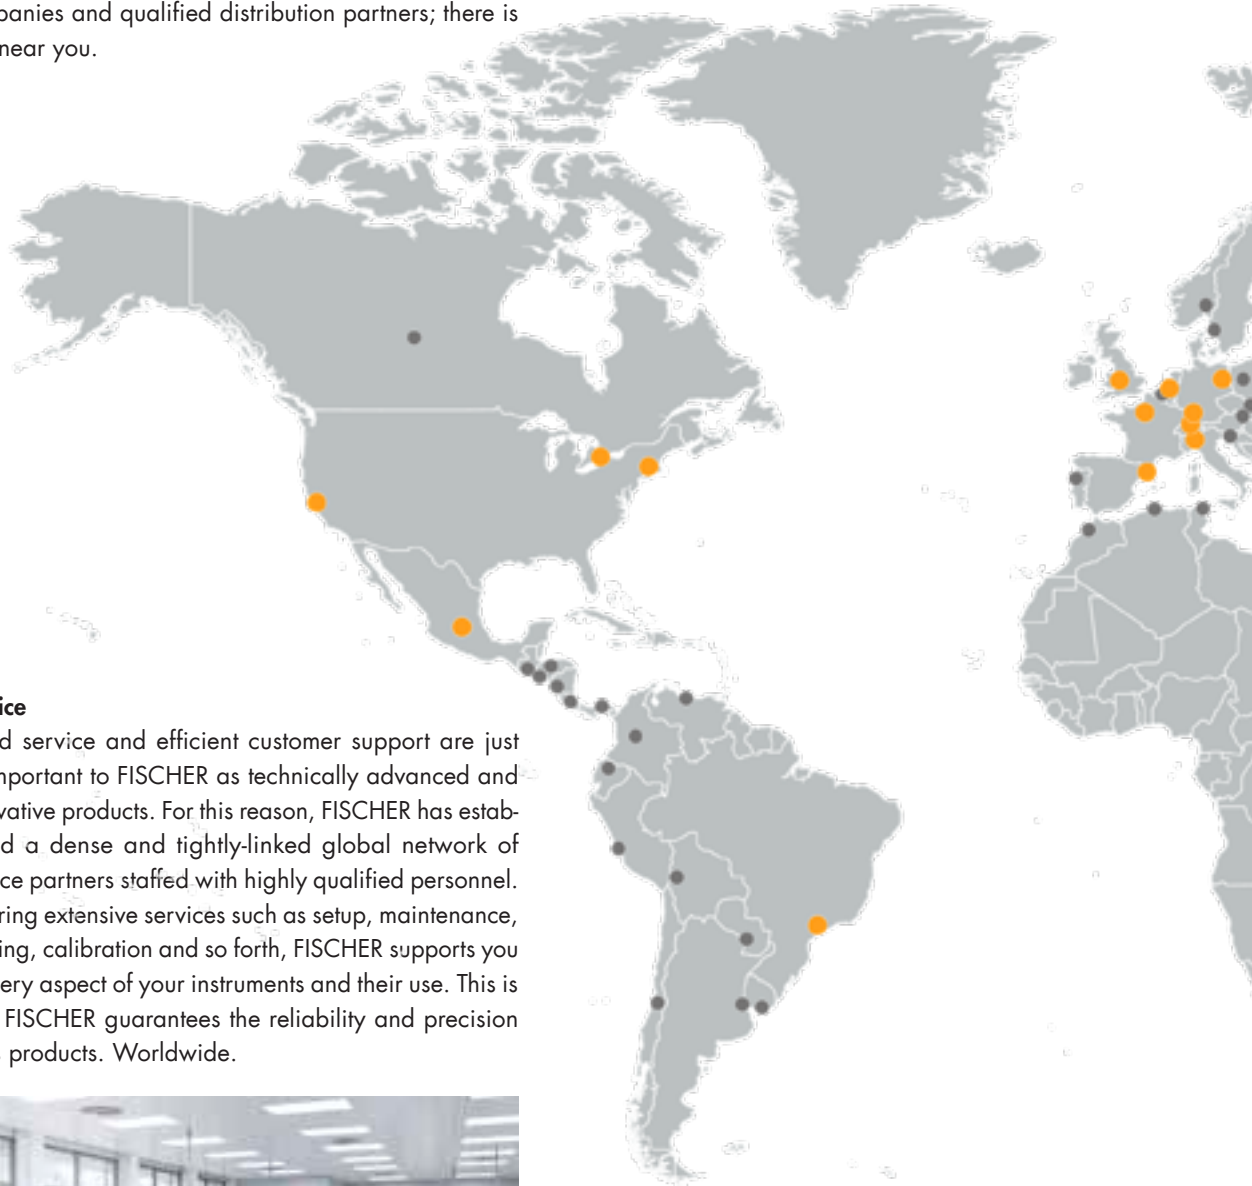 panies and qualified distribution partners; there is
near you.
ice
d service and efficient customer support are just
mportant to FISCHER as technically advanced and
vative products. For this reason, FISCHER has estab-
d a dense and tightly-linked global network of
ce partners staffed with highly qualified personnel.
ring extensive services such as setup, maintenance,
ing, calibration and so forth, FISCHER supports you
ery aspect of your instruments and their use. This is
FISCHER guarantees the reliability and precision
products. Worldwide.